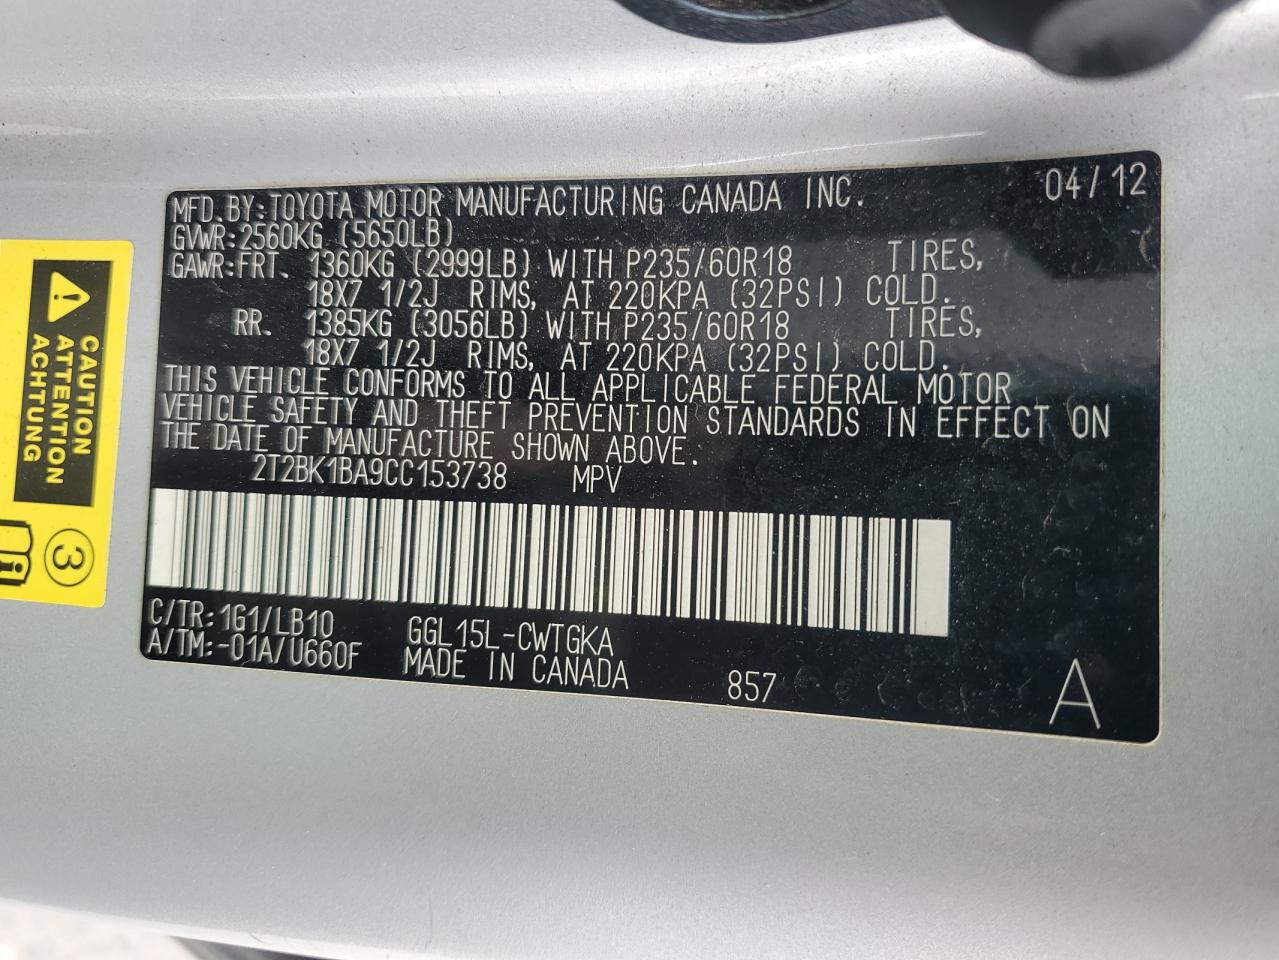 MFD.BY:TOYOTA MOTOR MANUFACTURING CANADA INC. 04/12
GVWR:2560KG (5650LB)
GAWR:FRT. 1360KG (2999LB) WITH P235/60R18 TIRES,
18X7 1/2J RIMS, AT 220KPA (32PSI) COLD.
RR. 1385KG (3056LB) WITH P235/60R18 TIRES,
18X7 1/2J RIMS, AT 220KPA (32PSI) COLD.
THIS VEHICLE CONFORMS TO ALL APPLICABLE FEDERAL MOTOR
VEHICLE SAFETY AND THEFT PREVENTION STANDARDS IN EFFECT ON
THE DATE OF MANUFACTURE SHOWN ABOVE.
2T2BK1BA9CC153738 MPV
C/TR:1G1/LB10 GGL15L-CWTGKA
A/TM:-01A/U660F MADE IN CANADA 857 A
CAUTION
ATTENTION
ACHTUNG
3
i